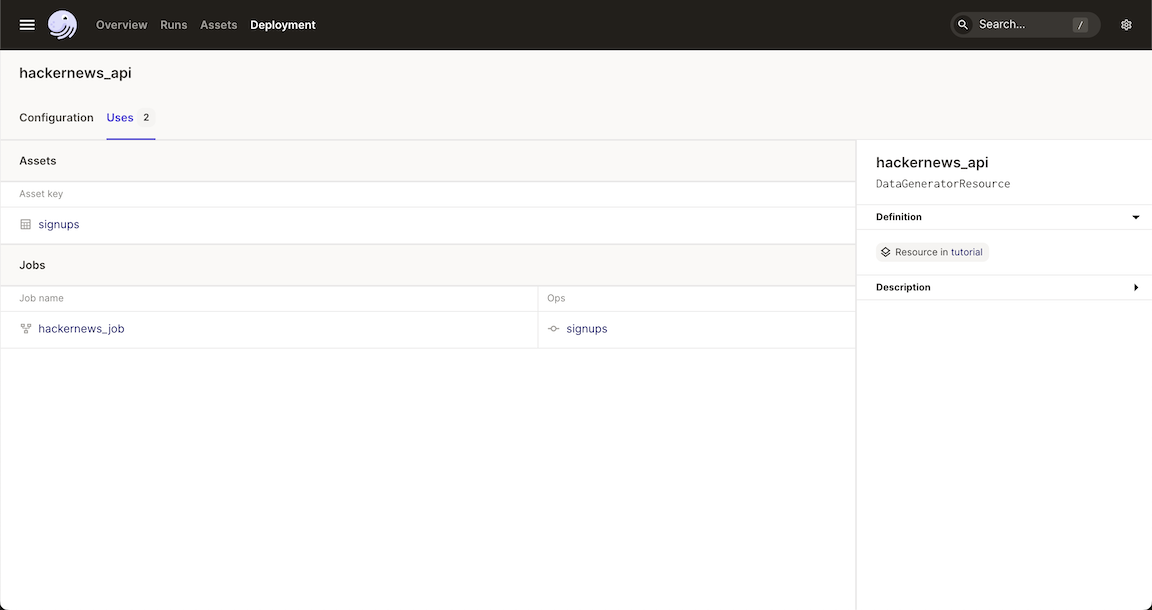 Overview Runs Assets Deployment Search... /
hackernews_api
Configuration Uses 2
Assets
Asset key
signups
Jobs
Job name Ops
hackernews_job signups
hackernews_api
DataGeneratorResource
Definition
Resource in tutorial
Description